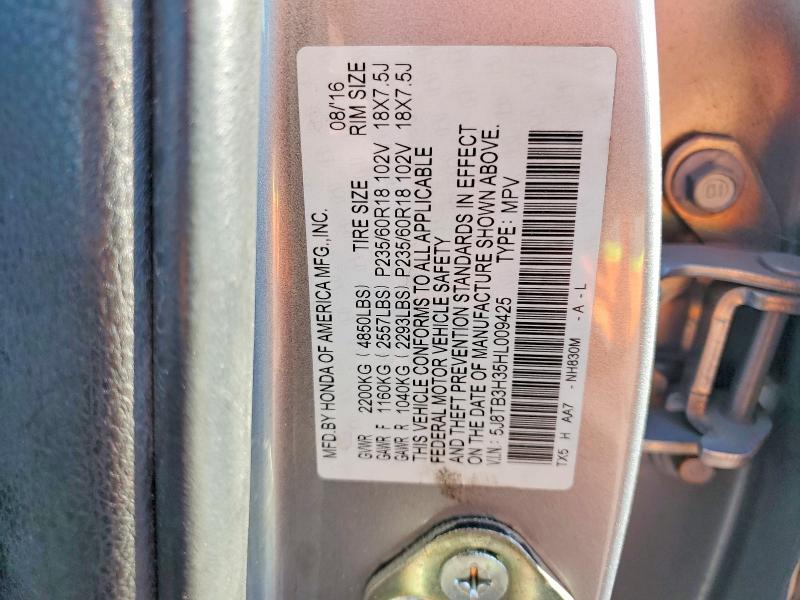 MFD.BY HONDA OF AMERICA MFG.,INC. 08/'16
GVWR 2200KG ( 4850LBS) TIRE SIZE RIM SIZE
GAWR F 1160KG ( 2557LBS) P235/60R18 102V 18X7.5J
GAWR R 1040KG ( 2293LBS) P235/60R18 102V 18X7.5J
THIS VEHICLE CONFORMS TO ALL APPLICABLE
FEDERAL MOTOR VEHICLE SAFETY
AND THEFT PREVENTION STANDARDS IN EFFECT
ON THE DATE OF MANUFACTURE SHOWN ABOVE.
V.I.N.: 5J8TB3H35HL009425 TYPE: MPV
TX5 H AA7 - NH830M - A - L